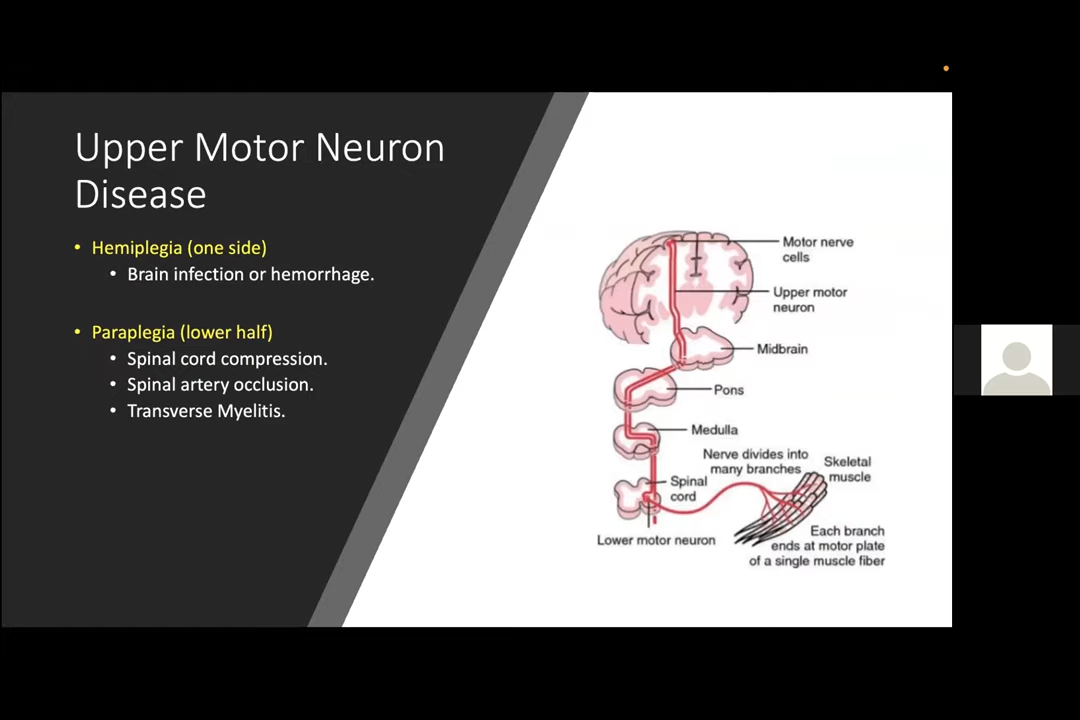 Upper Motor Neuron
Disease
• Hemiplegia (one side)
• Brain infection or hemorrhage.
• Paraplegia (lower half)
• Spinal cord compression.
• Spinal artery occlusion.
• Transverse Myelitis.
Motor nerve
cells
Upper motor
neuron
Midbrain
Pons
Medulla
Nerve divides into
many branches
Skeletal
muscle
Spinal
cord
Lower motor neuron
Each branch
ends at motor plate
of a single muscle fiber